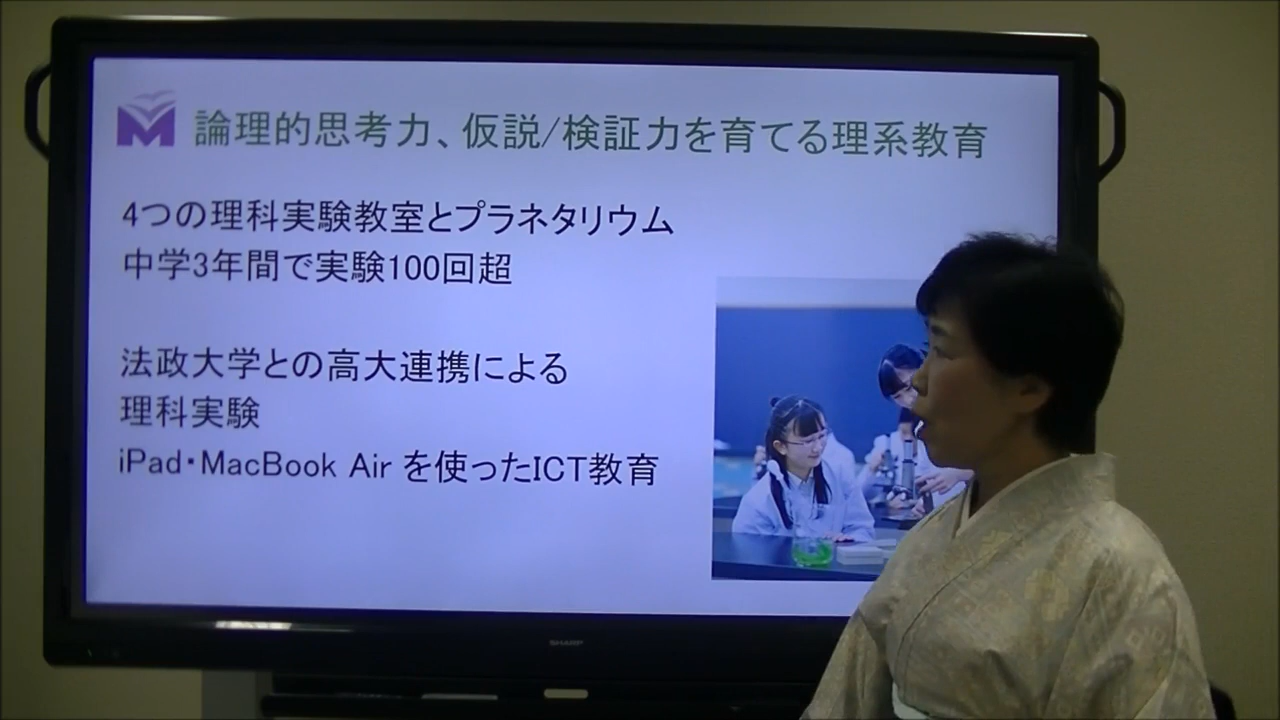 M 論理的思考力、仮説/検証力を育てる理系教育
4つの理科実験教室とプラネタリウム
中学3年間で実験100回超
法政大学との高大連携による
理科実験
iPad・MacBook Air を使ったICT教育
SHARP